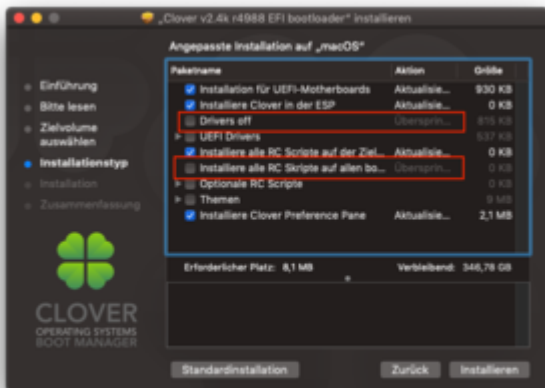 „Clover v2.4k r4988 EFI bootloader“ installieren
Angepasste Installation auf „macOS“
Paketname Aktion Größe
Installation für UEFI-Motherboards Aktualisie... 930 KB
Installiere Clover in der ESP Aktualisie... 0 KB
Drivers off Übersprin... 815 KB
UEFI Drivers 537 KB
Installiere alle RC Scripte auf der Ziel... Aktualisie... 0 KB
Installiere alle RC Skripte auf allen bo... Übersprin... 0 KB
Optionale RC Scripte 0 KB
Themen 9 MB
Installiere Clover Preference Pane Aktualisie... 2,1 MB
Erforderlicher Platz: 8,1 MB Verbleibend: 346,78 GB
Einführung
Bitte lesen
Zielvolume
auswählen
Installationstyp
Installation
Zusammenfassung
CLOVER
OPERATING SYSTEMS
BOOT MANAGER
Standardinstallation Zurück Installieren